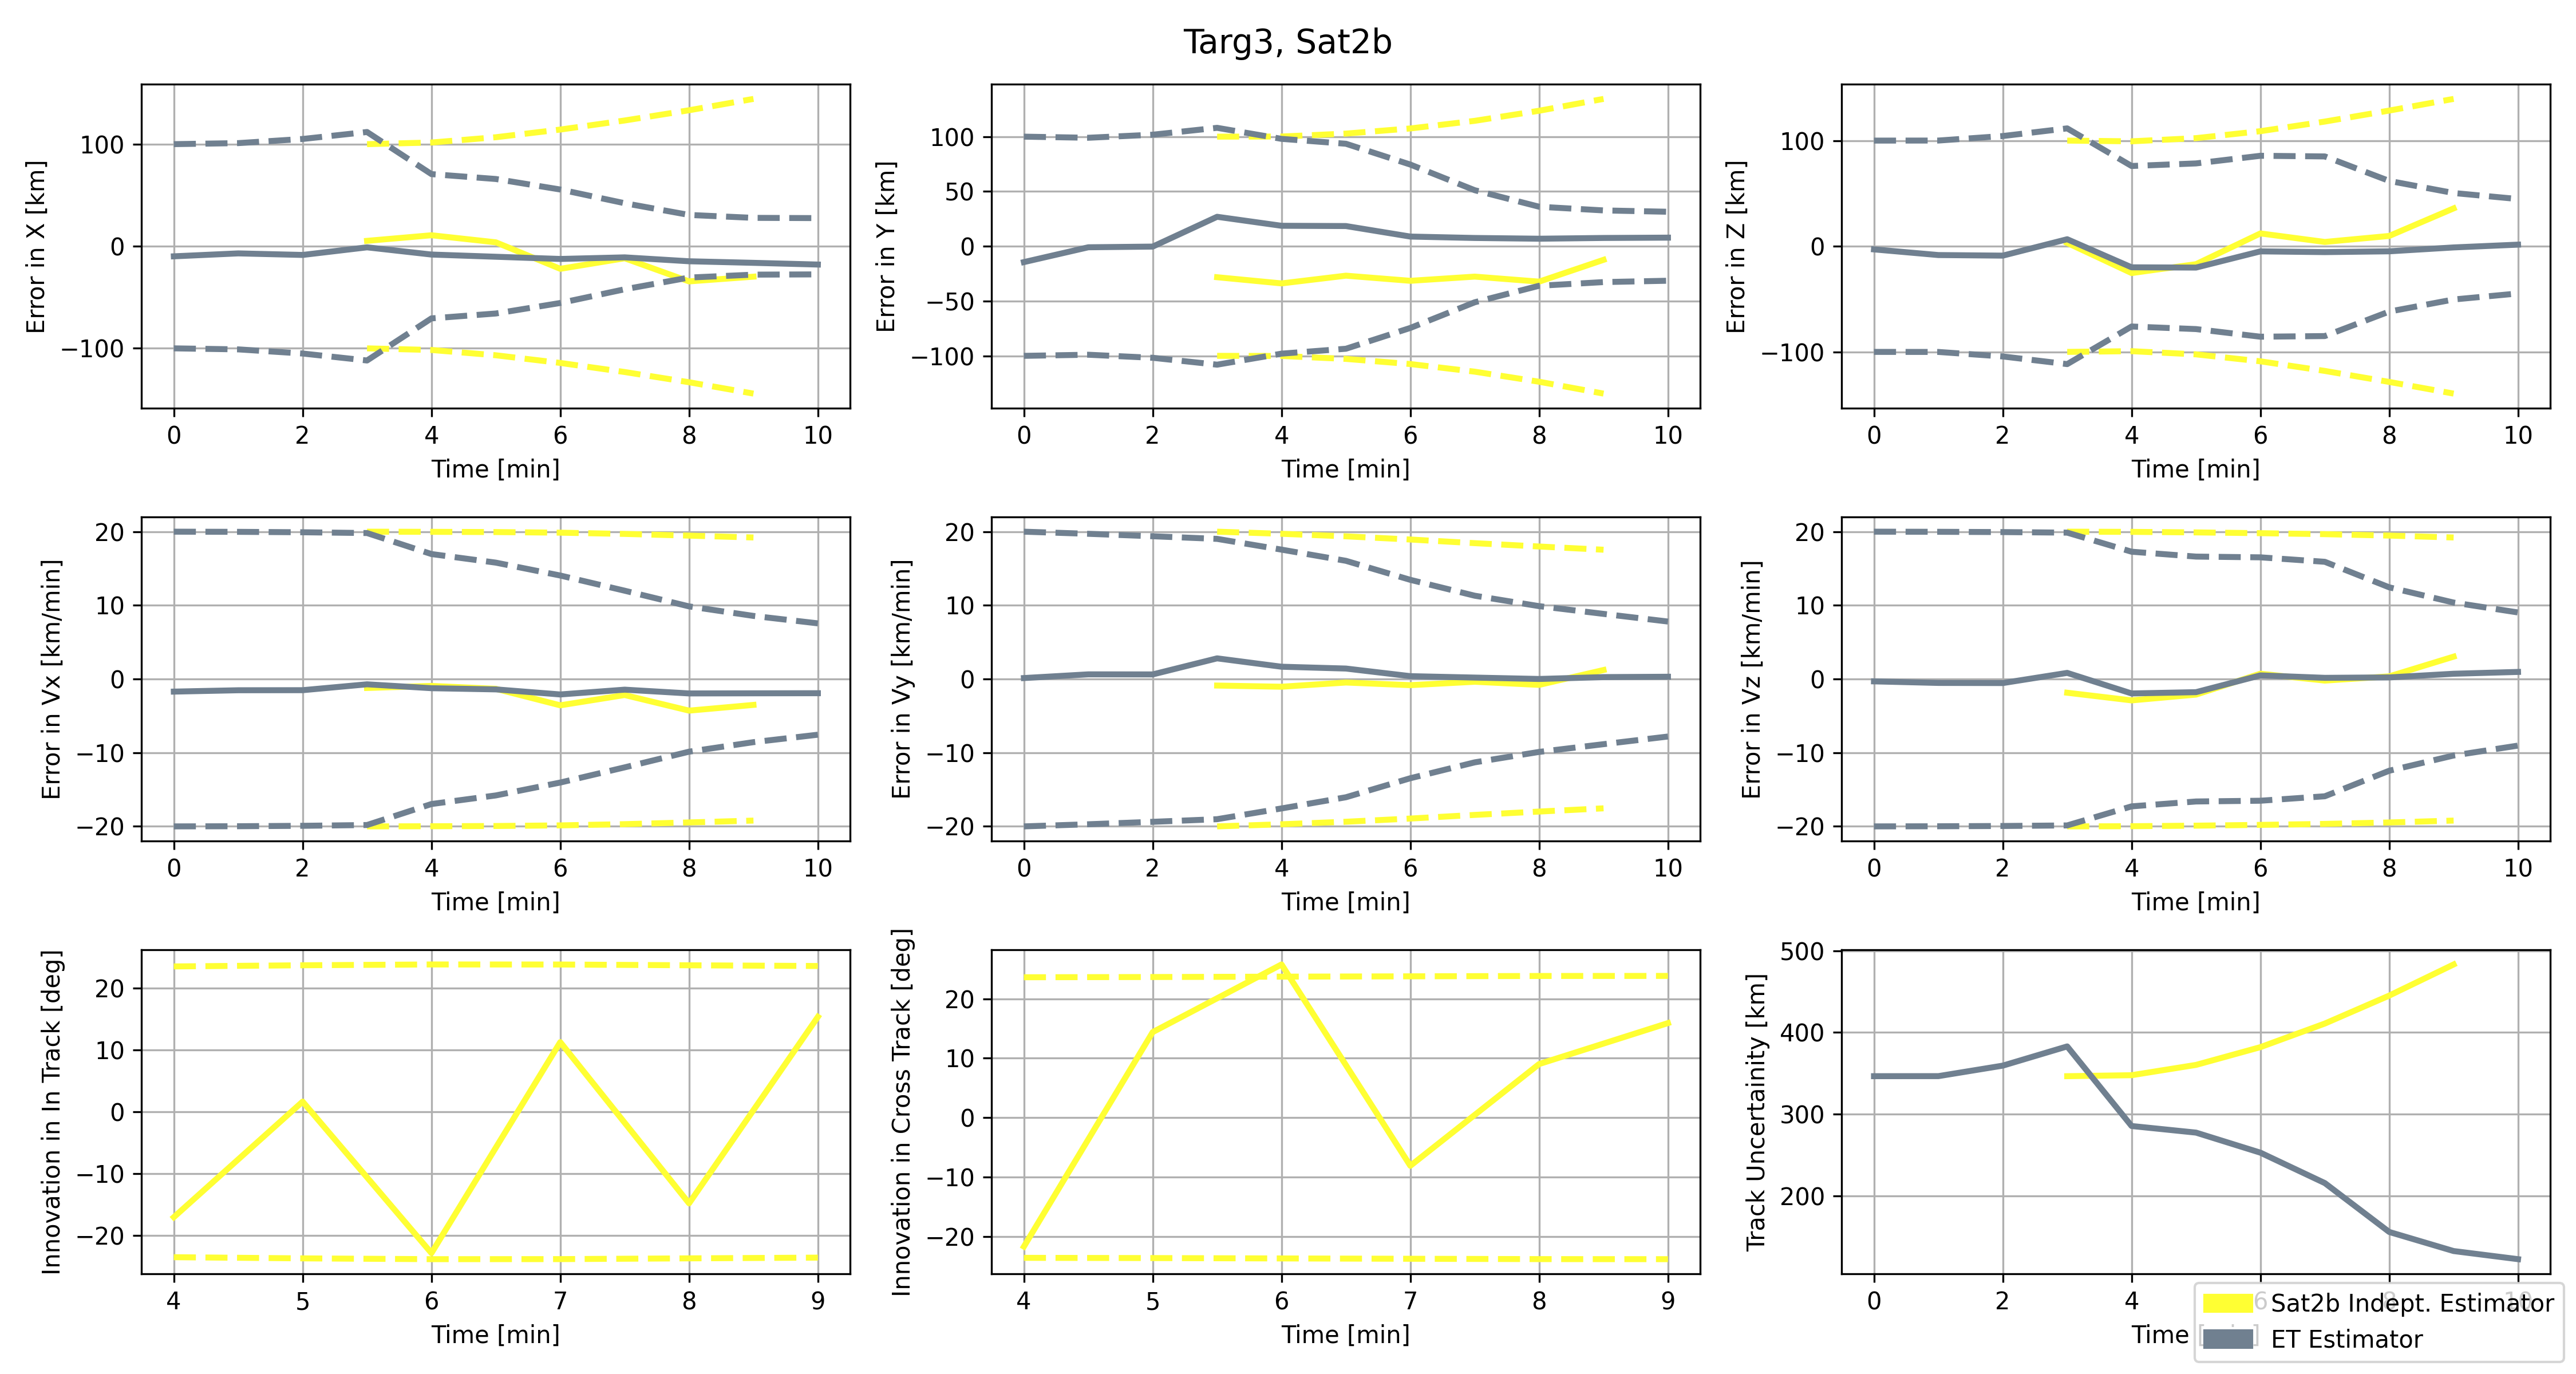 Targ3, Sat2b
Error in X [km]
100
0
−100
0 2 4 6 8 10
Time [min]
Error in Y [km]
100
50
0
−50
−100
0 2 4 6 8 10
Time [min]
Error in Z [km]
100
0
−100
0 2 4 6 8 10
Time [min]
Error in Vx [km/min]
20
10
0
−10
−20
0 2 4 6 8 10
Time [min]
Error in Vy [km/min]
20
10
0
−10
−20
0 2 4 6 8 10
Time [min]
Error in Vz [km/min]
20
10
0
−10
−20
0 2 4 6 8 10
Time [min]
Innovation in In Track [deg]
20
10
0
−10
−20
4 5 6 7 8 9
Time [min]
Innovation in Cross Track [deg]
20
10
0
−10
−20
4 5 6 7 8 9
Time [min]
Track Uncertainity [km]
500
400
300
200
0 2 4 6 8 10
Time [min]
Sat2b Indept. Estimator
ET Estimator